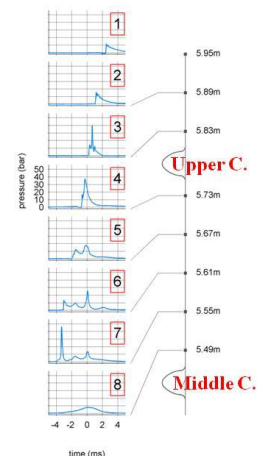 1
5.95m
2
5.89m
3
5.83m
Upper C.
pressure (bar)
50
40
30
20
10
0
4
5.73m
5
5.67m
6
5.61m
7
5.55m
5.49m
8
Middle C.
-4 -2 0 2 4
time (ms)